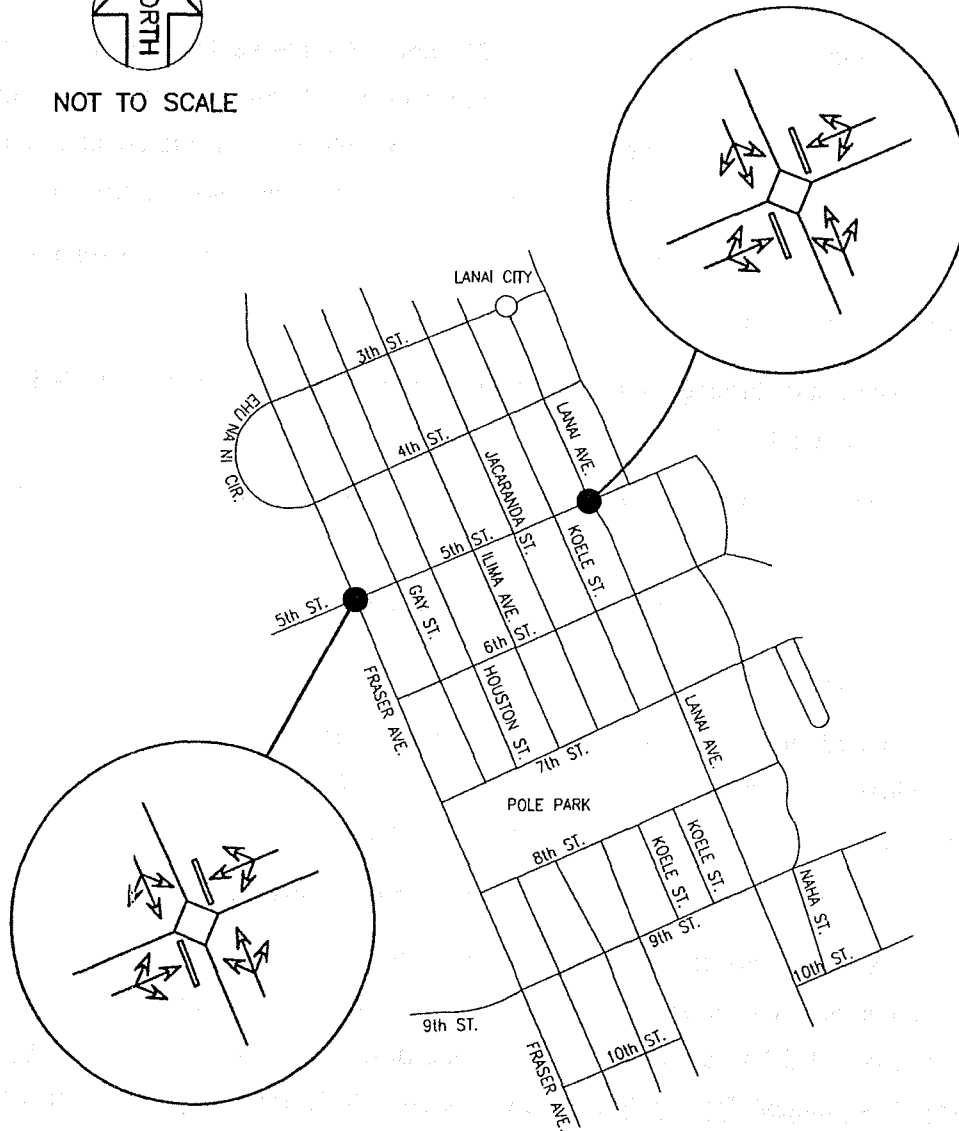 NORTH
NOT TO SCALE
LANAI CITY
3th ST.
EHU NA NI CIR.
4th ST.
LANAI AVE.
JACARANDA ST.
5th ST.
KOELE ST.
ILIMA AVE.
5th ST.
GAY ST.
6th ST.
FRASER AVE.
HOUSTON ST.
LANAI AVE.
7th ST.
POLE PARK
8th ST.
KOELE ST.
KOELE ST.
NAHA ST.
9th ST.
10th ST.
9th ST.
10th ST.
FRASER AVE.